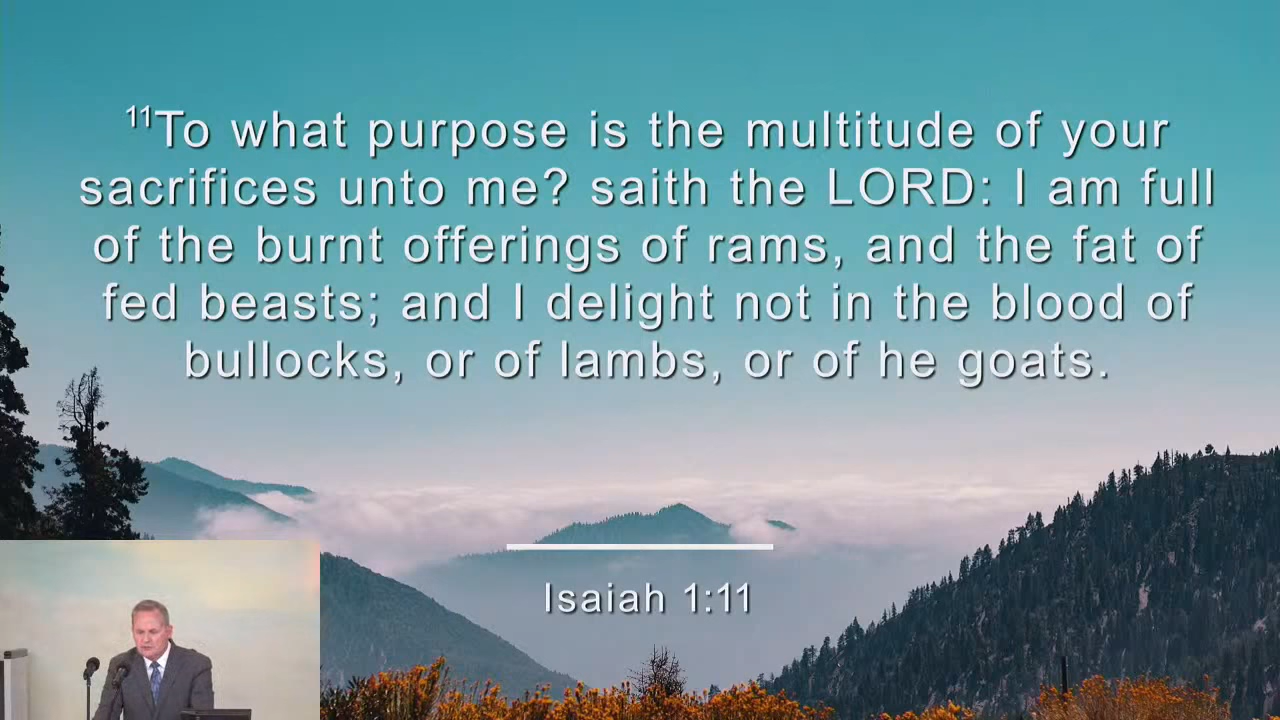 ¹¹To what purpose is the multitude of your
sacrifices unto me? saith the LORD: I am full
of the burnt offerings of rams, and the fat of
fed beasts; and I delight not in the blood of
bullocks, or of lambs, or of he goats.
Isaiah 1:11